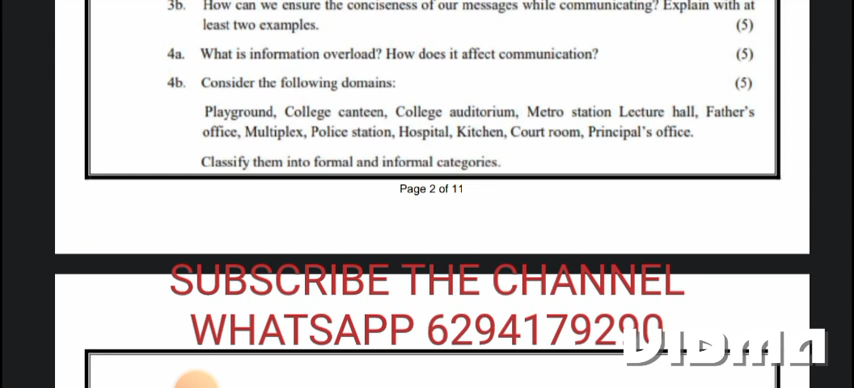 3b. How can we ensure the conciseness of our messages while communicating? Explain with at
least two examples. (5)
4a. What is information overload? How does it affect communication? (5)
4b. Consider the following domains: (5)
Playground, College canteen, College auditorium, Metro station Lecture hall, Father's
office, Multiplex, Police station, Hospital, Kitchen, Court room, Principal's office.
Classify them into formal and informal categories.
Page 2 of 11
SUBSCRIBE THE CHANNEL
WHATSAPP 6294179290